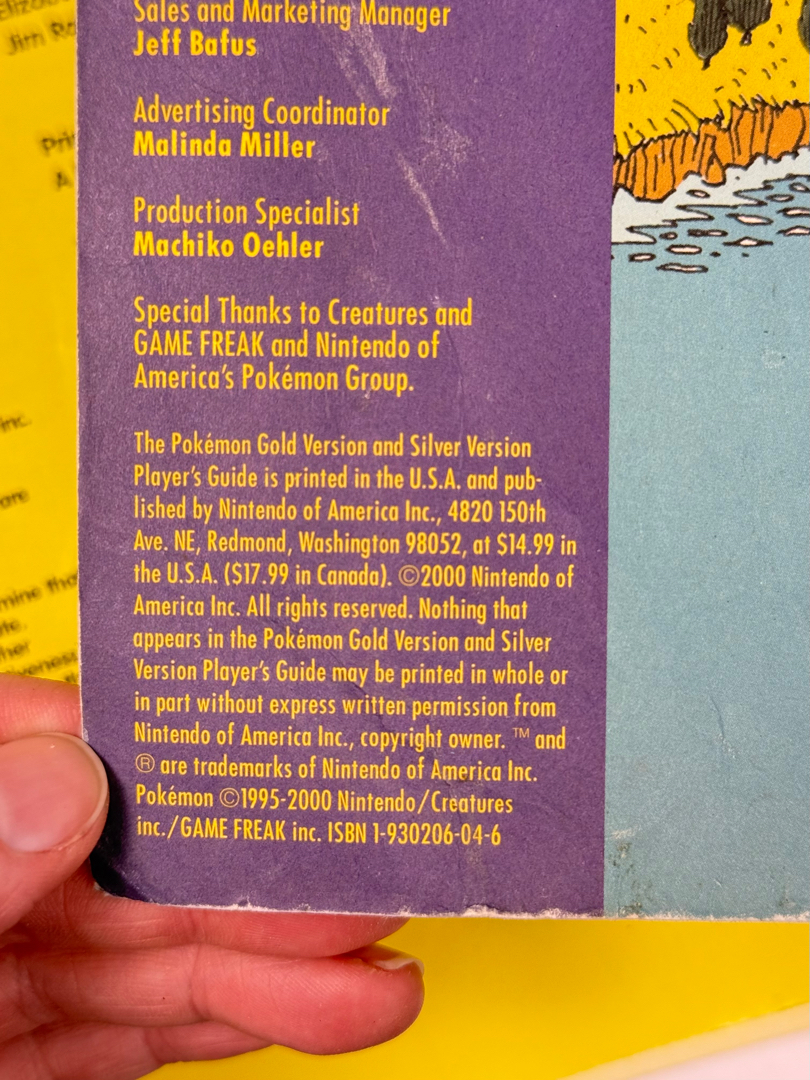 Sales and Marketing Manager
Jeff Bafus
Advertising Coordinator
Malinda Miller
Production Specialist
Machiko Oehler
Special Thanks to Creatures and
GAME FREAK and Nintendo of
America's Pokémon Group.
The Pokémon Gold Version and Silver Version
Player's Guide is printed in the U.S.A. and pub-
lished by Nintendo of America Inc., 4820 150th
Ave. NE, Redmond, Washington 98052, at $14.99 in
the U.S.A. ($17.99 in Canada). ©2000 Nintendo of
America Inc. All rights reserved. Nothing that
appears in the Pokémon Gold Version and Silver
Version Player's Guide may be printed in whole or
in part without express written permission from
Nintendo of America Inc., copyright owner. ™ and
® are trademarks of Nintendo of America Inc.
Pokémon ©1995-2000 Nintendo/Creatures
inc./GAME FREAK inc. ISBN 1-930206-04-6